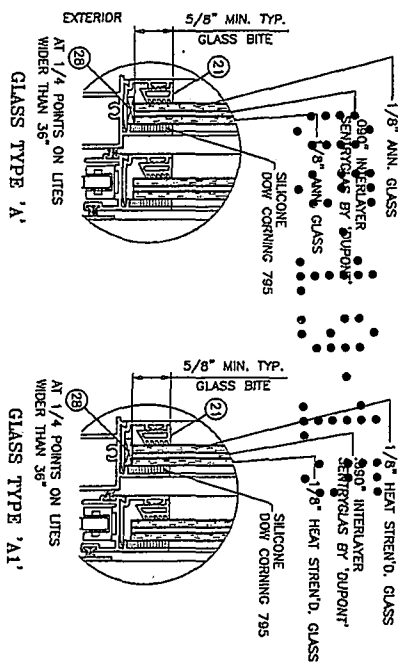 EXTERIOR
5/8" MIN. TYP.
GLASS BITE
21
28
1/8" ANN. GLASS
.090" INTERLAYER
SENTRYGLAS BY 'DUPONT'
1/8" ANN. GLASS
SILICONE
DOW CORNING 795
AT 1/4 POINTS ON LITES
WIDER THAN 36"
GLASS TYPE 'A'
5/8" MIN. TYP.
GLASS BITE
21
28
1/8" HEAT STREN'D. GLASS
.090" INTERLAYER
SENTRYGLAS BY 'DUPONT'
1/8" HEAT STREN'D. GLASS
SILICONE
DOW CORNING 795
AT 1/4 POINTS ON LITES
WIDER THAN 36"
GLASS TYPE 'A1'